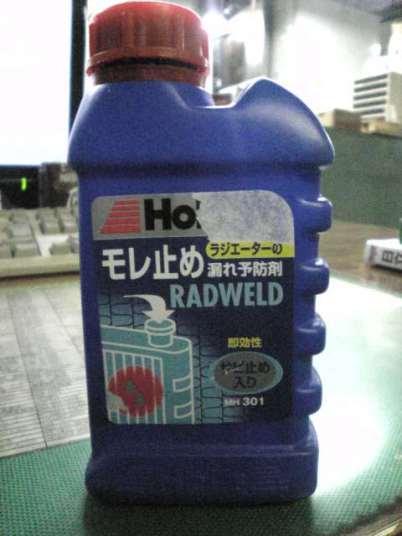 Ho
ラジエーターの
モレ止め 漏れ予防剤
RADWELD
即効性
サビ止め
入り
MH 301